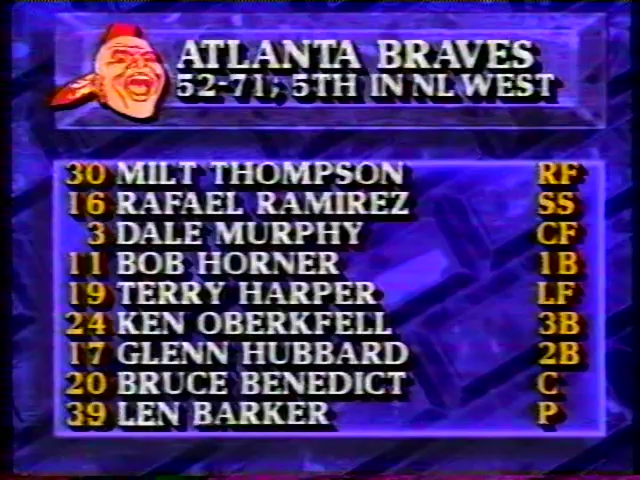 ATLANTA BRAVES
52-71; 5TH IN NL WEST
30 MILT THOMPSON RF
16 RAFAEL RAMIREZ SS
3 DALE MURPHY CF
11 BOB HORNER 1B
19 TERRY HARPER LF
24 KEN OBERKFELL 3B
17 GLENN HUBBARD 2B
20 BRUCE BENEDICT C
39 LEN BARKER P